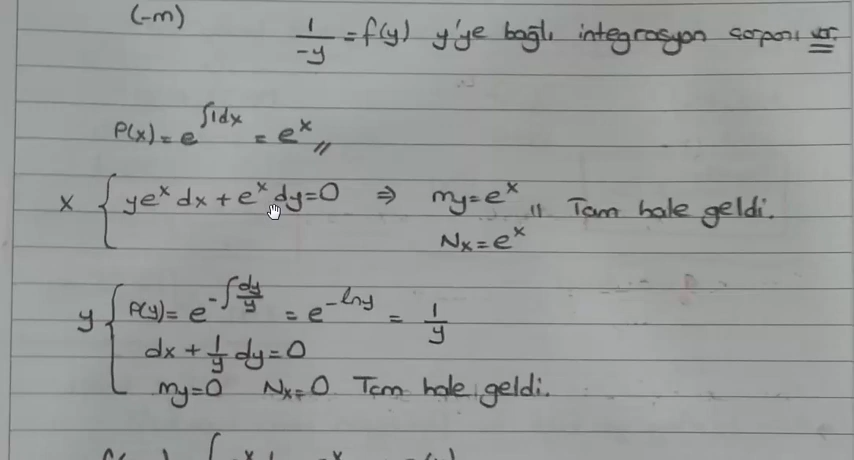 (-m)
1/-y = f(y) y'ye bağlı integrasyon çarpanı var.
P(x) = e^∫1dx = e^x //
x { ye^x dx + e^x dy = 0 ⇒ my = e^x // Tam hale geldi.
Nx = e^x
y { P(y) = e^-∫dy/y = e^-lny = 1/y
dx + 1/y dy = 0
my = 0 Nx = 0 Tam hale geldi.